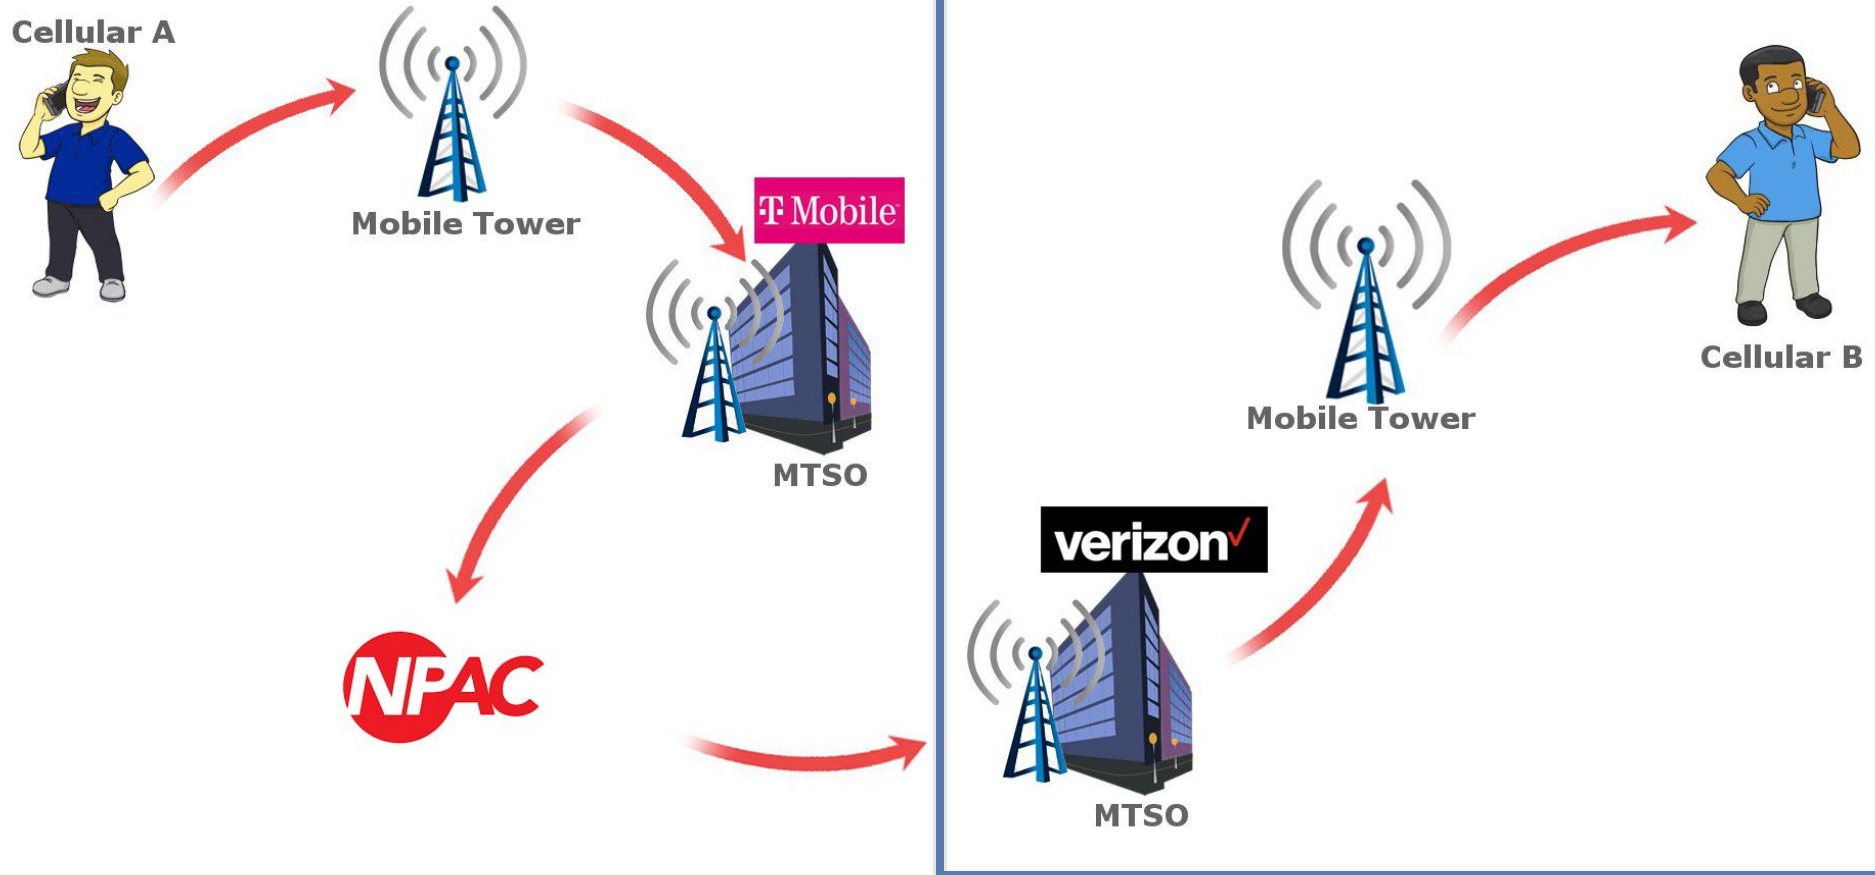 Cellular A
Mobile Tower
T Mobile
MTSO
NPAC
Mobile Tower
Cellular B
verizon
MTSO